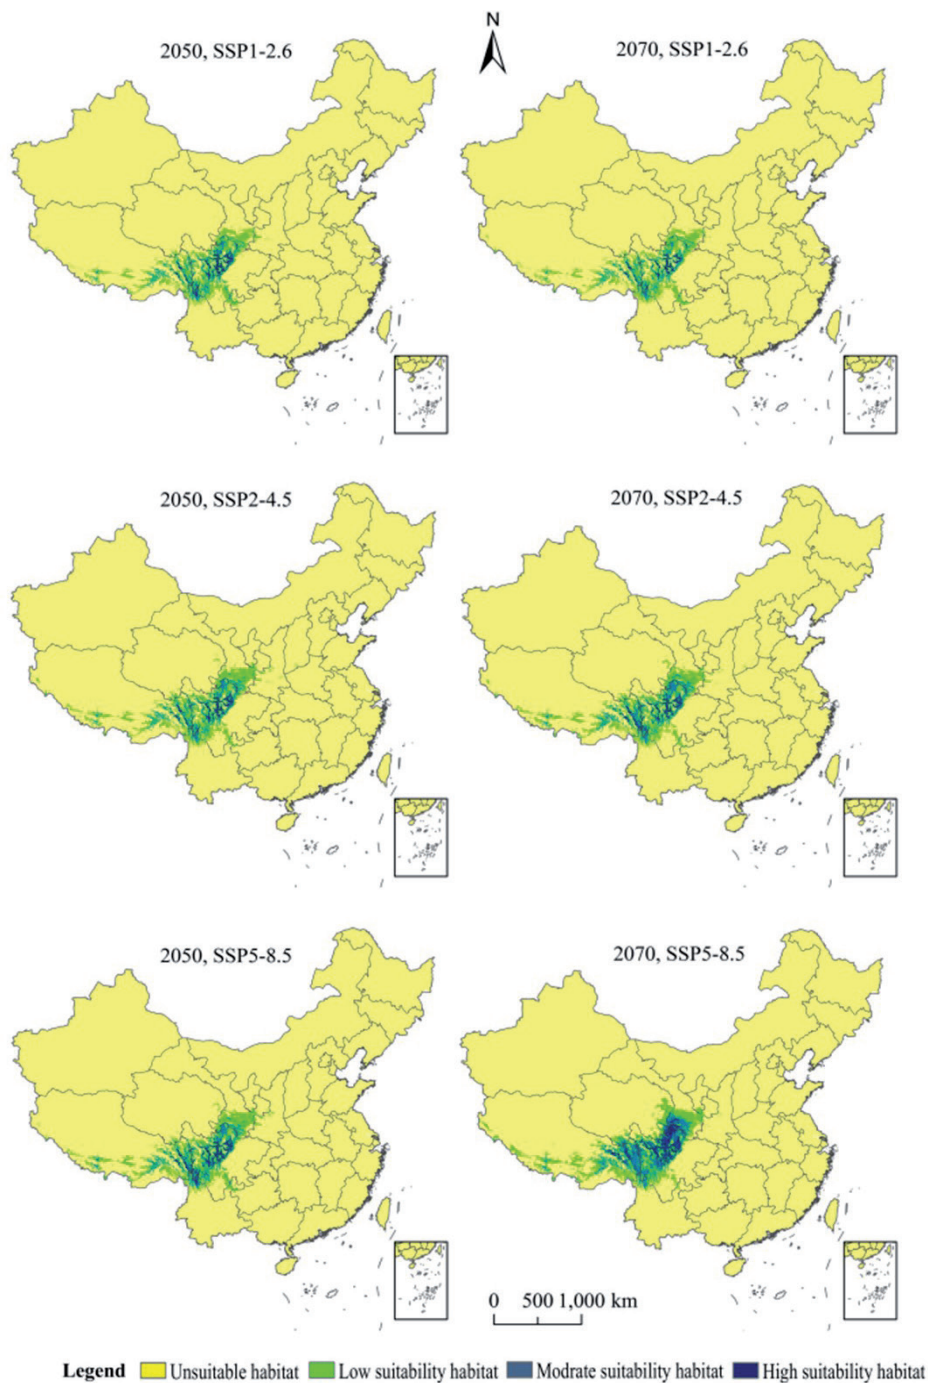 N
2050, SSP1-2.6
2070, SSP1-2.6
2050, SSP2-4.5
2070, SSP2-4.5
2050, SSP5-8.5
2070, SSP5-8.5
0 500 1,000 km
Legend Unsuitable habitat Low suitability habitat Modrate suitability habitat High suitability habitat